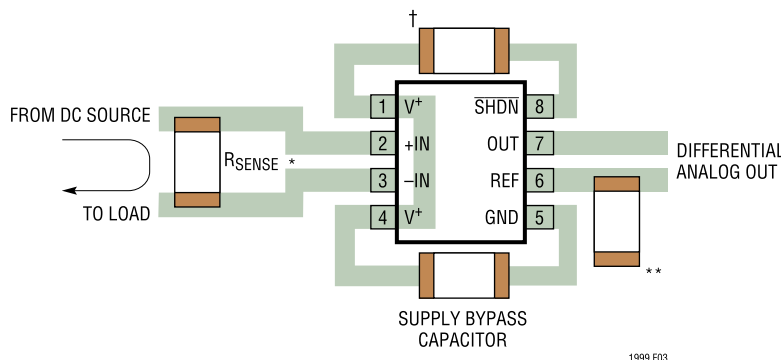 †
FROM DC SOURCE
TO LOAD
RSENSE *
1 V+
2 +IN
3 –IN
4 V+
SHDN 8
OUT 7
REF 6
GND 5
DIFFERENTIAL
ANALOG OUT
**
SUPPLY BYPASS
CAPACITOR
1999 F03